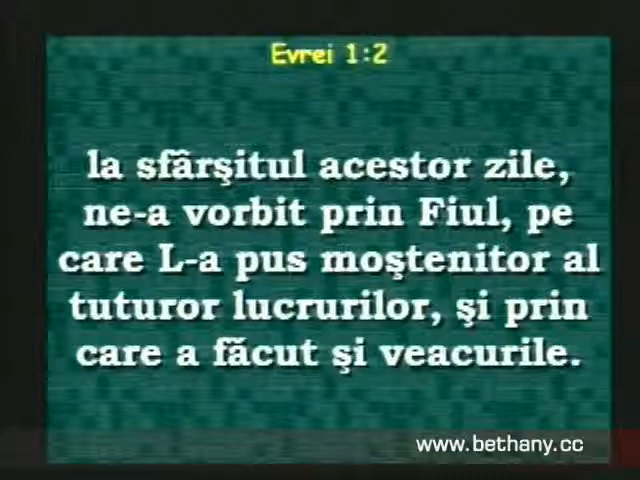 Evrei 1:2
la sfârşitul acestor zile,
ne-a vorbit prin Fiul, pe
care L-a pus moştenitor al
tuturor lucrurilor, şi prin
care a făcut şi veacurile.
www.bethany.cc